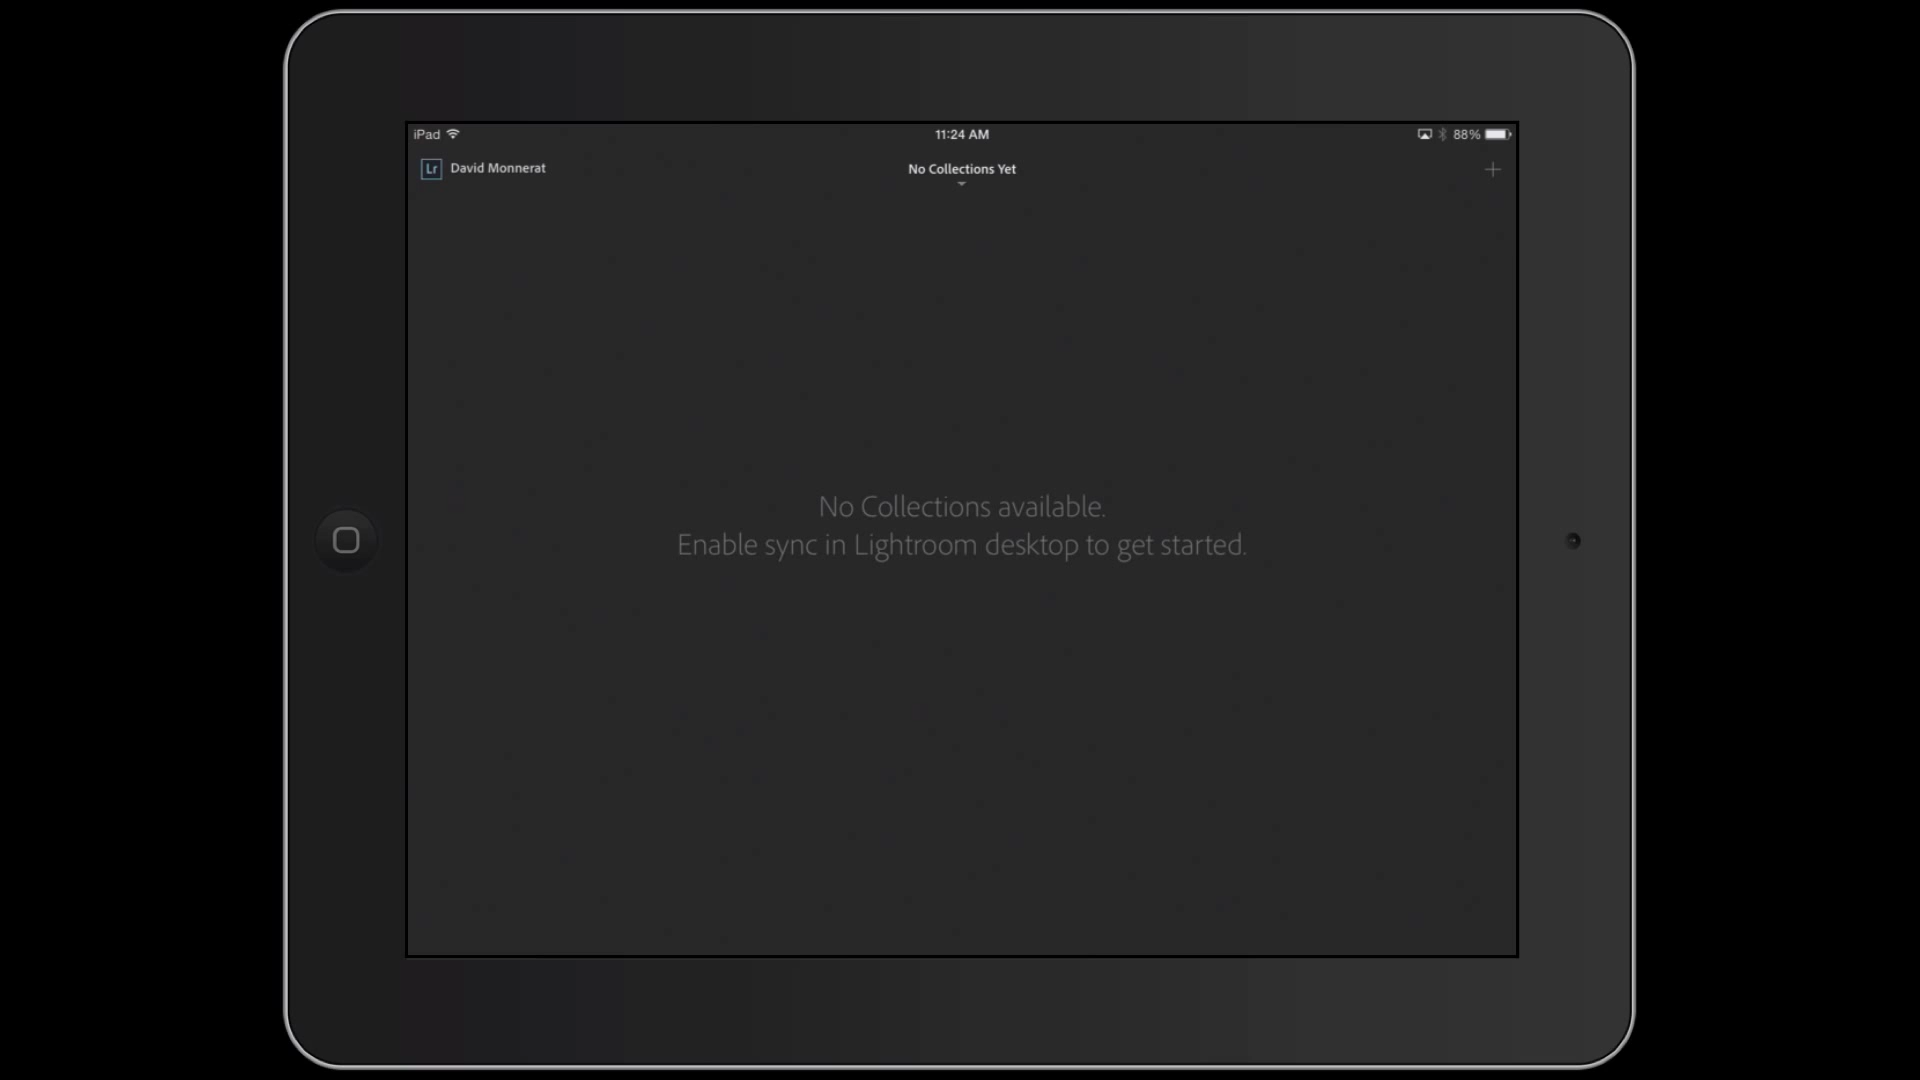 iPad
11:24 AM
88%
Lr David Monnerat
No Collections Yet
No Collections available.
Enable sync in Lightroom desktop to get started.